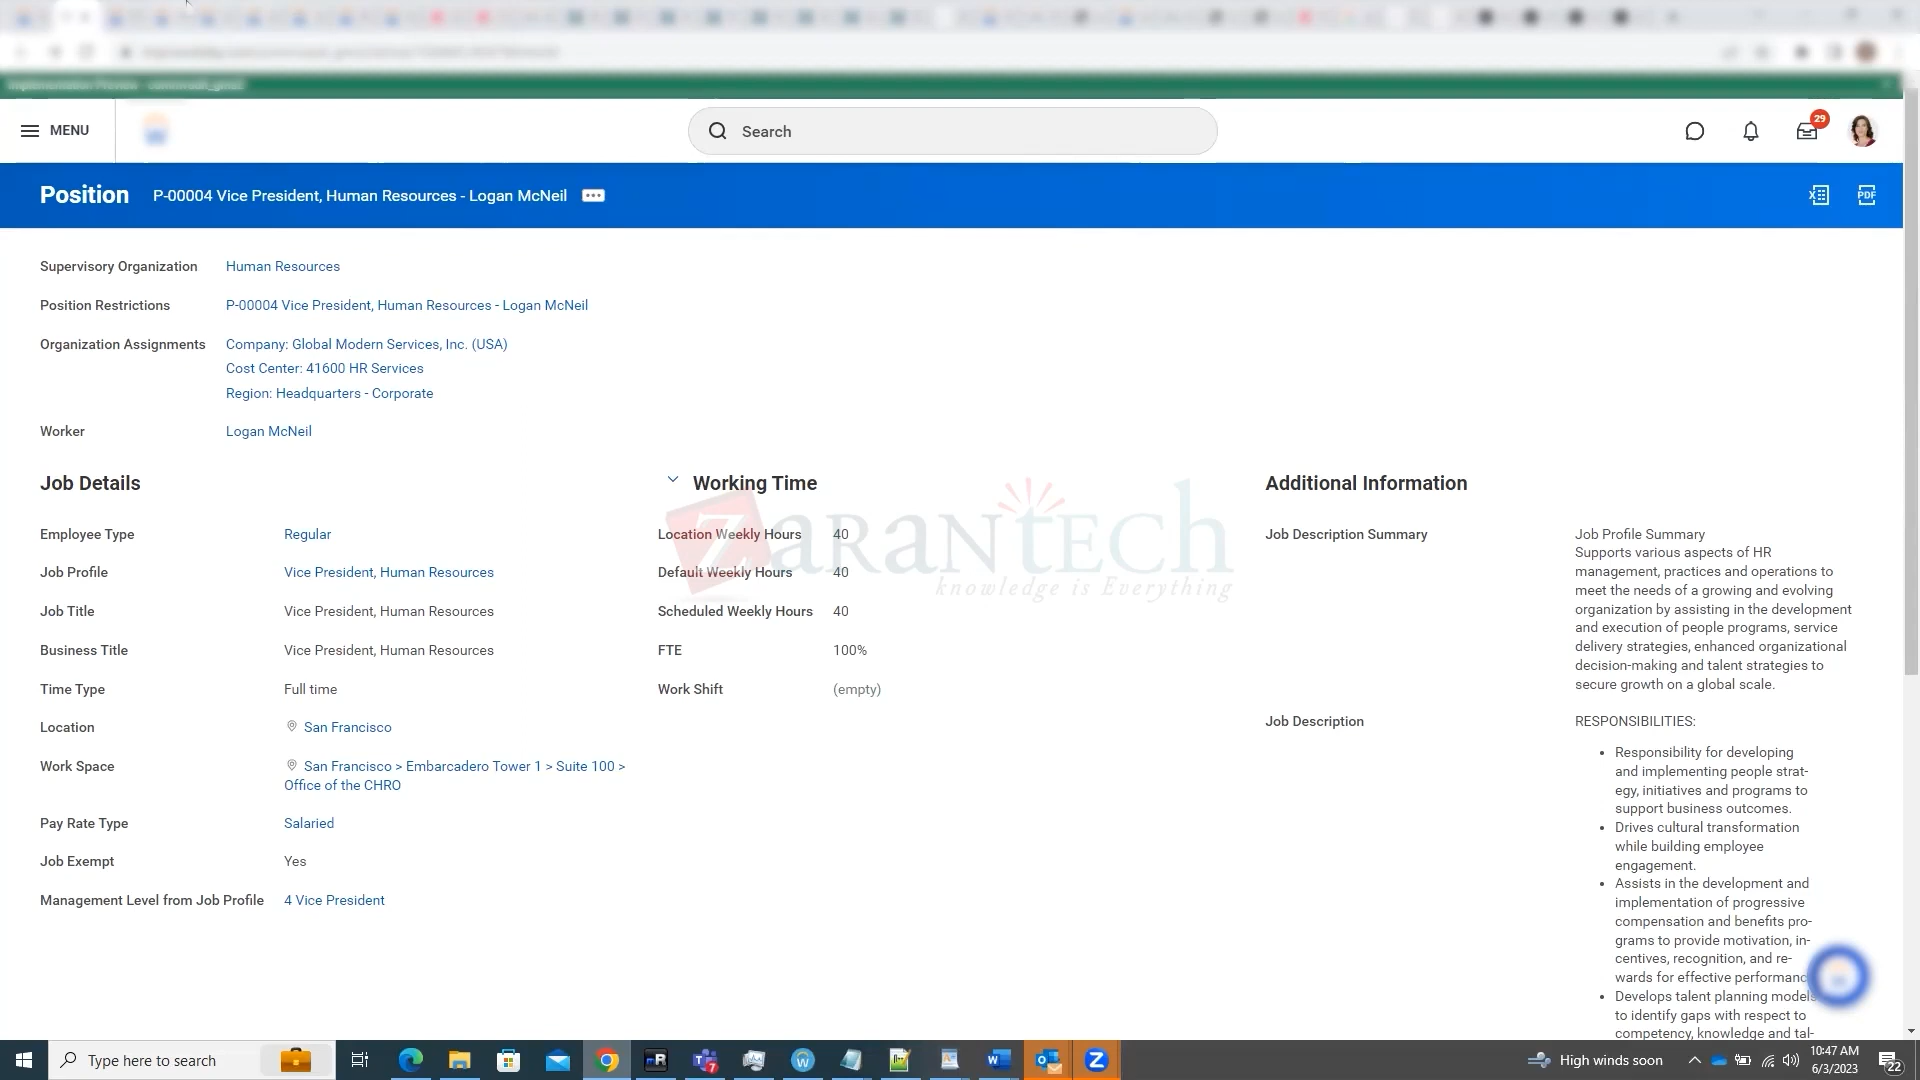 MENU
Search
29
Position
P-00004 Vice President, Human Resources - Logan McNeil
PDF
Supervisory Organization
Human Resources
Position Restrictions
P-00004 Vice President, Human Resources - Logan McNeil
Organization Assignments
Company: Global Modern Services, Inc. (USA)
Cost Center: 41600 HR Services
Region: Headquarters - Corporate
Worker
Logan McNeil
Job Details
Employee Type
Regular
Job Profile
Vice President, Human Resources
Job Title
Vice President, Human Resources
Business Title
Vice President, Human Resources
Time Type
Full time
Location
San Francisco
Work Space
San Francisco > Embarcadero Tower 1 > Suite 100 >
Office of the CHRO
Pay Rate Type
Salaried
Job Exempt
Yes
Management Level from Job Profile
4 Vice President
Working Time
Location Weekly Hours
40
Default Weekly Hours
40
Scheduled Weekly Hours
40
FTE
100%
Work Shift
(empty)
ZARANTech
knowledge is Everything
Additional Information
Job Description Summary
Job Profile Summary
Supports various aspects of HR
management, practices and operations to
meet the needs of a growing and evolving
organization by assisting in the development
and execution of people programs, service
delivery strategies, enhanced organizational
decision-making and talent strategies to
secure growth on a global scale.
Job Description
RESPONSIBILITIES:
• Responsibility for developing
and implementing people strat-
egy, initiatives and programs to
support business outcomes.
• Drives cultural transformation
while building employee
engagement.
• Assists in the development and
implementation of progressive
compensation and benefits pro-
grams to provide motivation, in-
centives, recognition, and re-
wards for effective performanc
• Develops talent planning models
to identify gaps with respect to
competency, knowledge and tal-
Type here to search
7
High winds soon
10:47 AM
6/3/2023
22